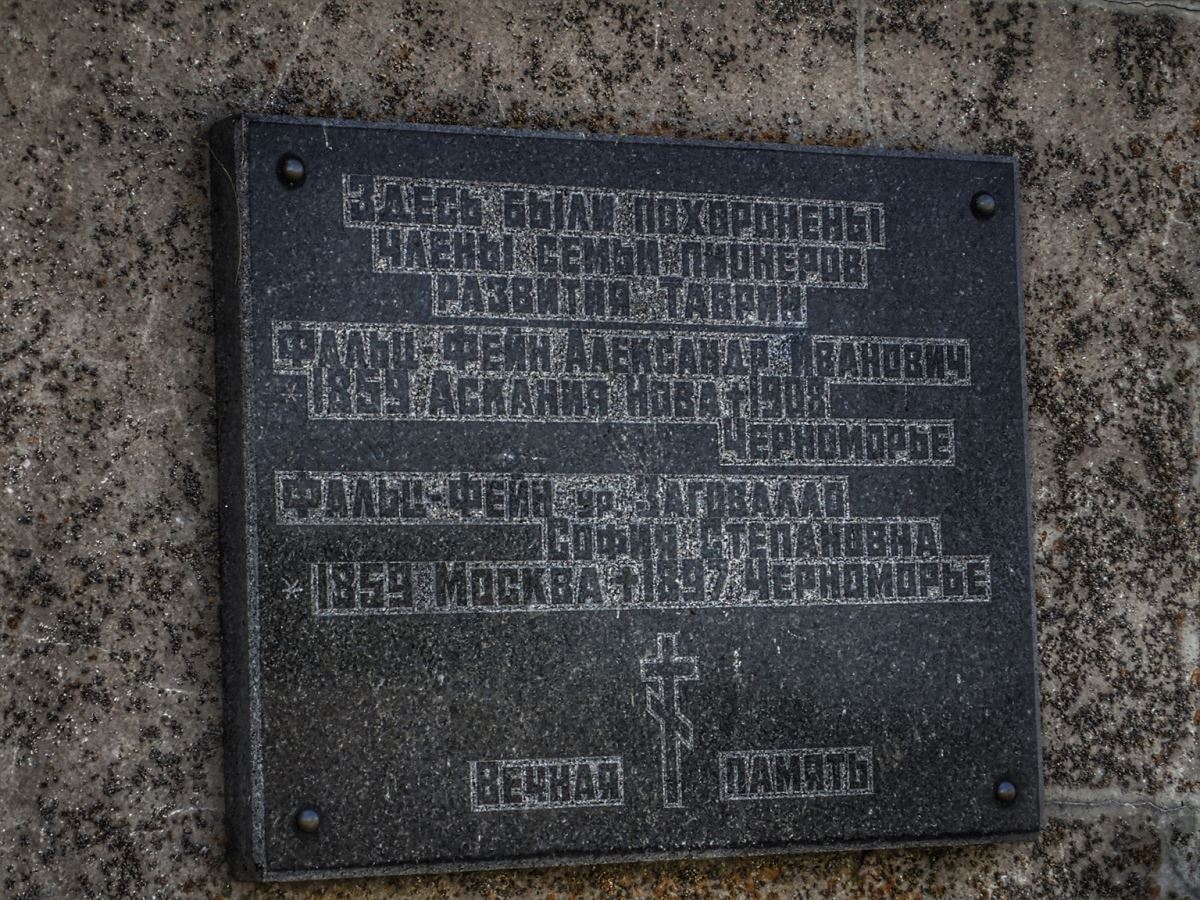 ЗДЕСЬ БЫЛИ ПОХОРОНЕНЫ
ЧЛЕНЫ СЕМЬИ ПИОНЕРОВ
РАЗВИТИЯ ТАВРИИ
ФАЛЬЦ-ФЕЙН АЛЕКСАНДР ИВАНОВИЧ
*1859 АСКАНИЯ НОВА †1908
ЧЕРНОМОРЬЕ
ФАЛЬЦ-ФЕЙН УР. ЗАГОВАЛЛО
СОФИЯ СТЕПАНОВНА
*1859 МОСКВА †1897 ЧЕРНОМОРЬЕ
ВЕЧНАЯ ПАМЯТЬ